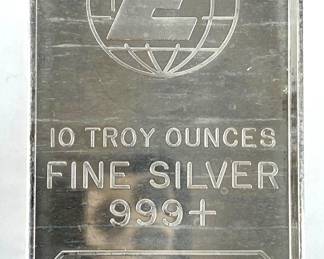 E
10 TROY OUNCES
FINE SILVER
999+